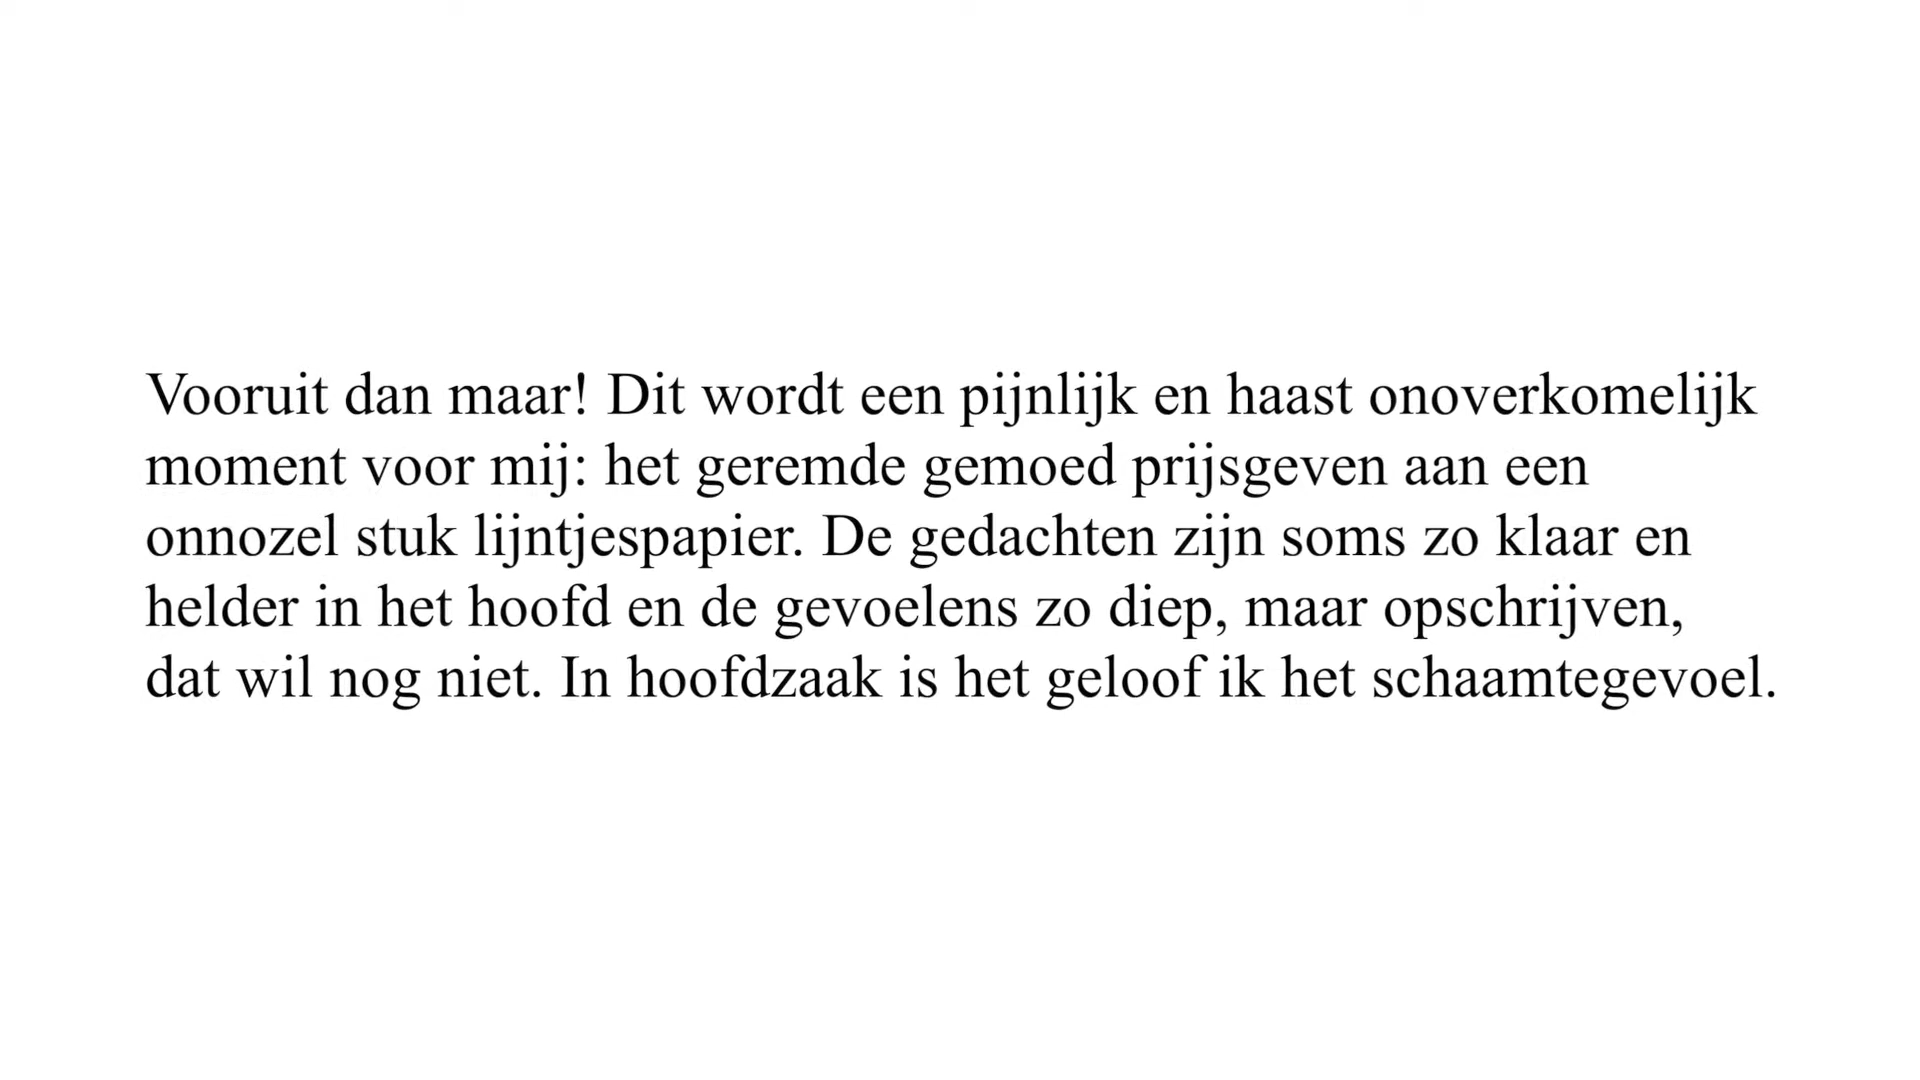 Vooruit dan maar! Dit wordt een pijnlijk en haast onoverkomelijk
moment voor mij: het geremde gemoed prijsgeven aan een
onnozel stuk lijntjespapier. De gedachten zijn soms zo klaar en
helder in het hoofd en de gevoelens zo diep, maar opschrijven,
dat wil nog niet. In hoofdzaak is het geloof ik het schaamtegevoel.